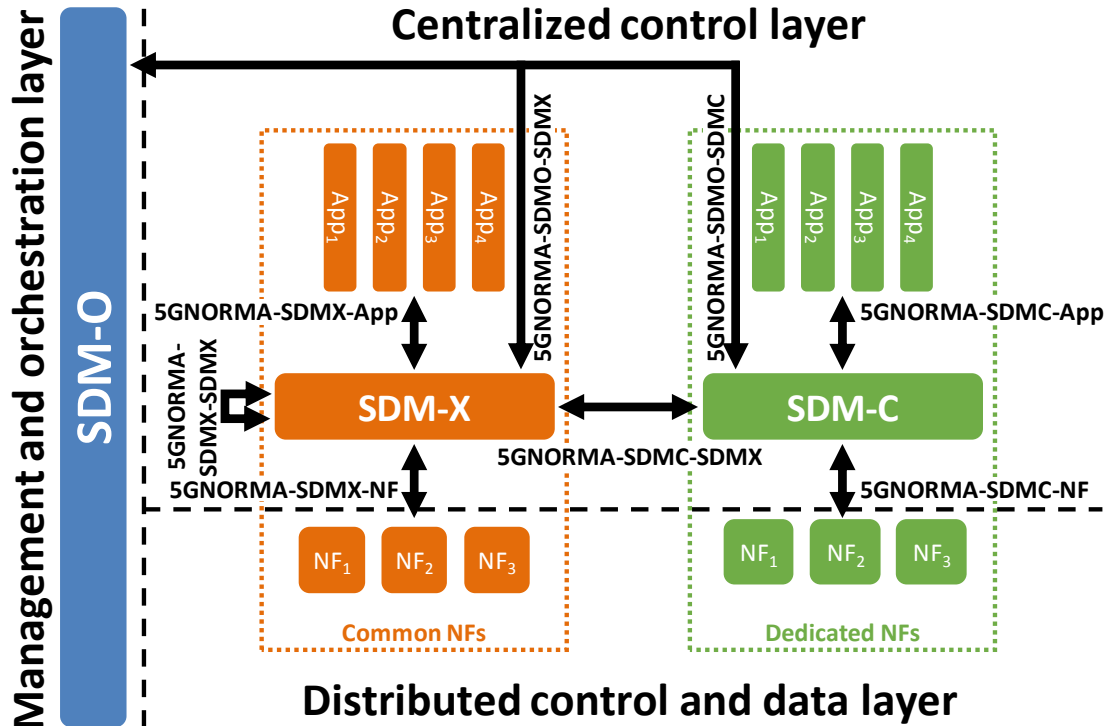 Management and orchestration layer
SDM-O
Centralized control layer
5GNORMA-SDMO-SDMX
5GNORMA-SDMO-SDMC
App1
App2
App3
App4
App1
App2
App3
App4
5GNORMA-SDMX-App
5GNORMA-SDMC-App
5GNORMA-
SDMX-SDMX
SDM-X
SDM-C
5GNORMA-SDMC-SDMX
5GNORMA-SDMX-NF
5GNORMA-SDMC-NF
NF1
NF2
NF3
NF1
NF2
NF3
Common NFs
Dedicated NFs
Distributed control and data layer